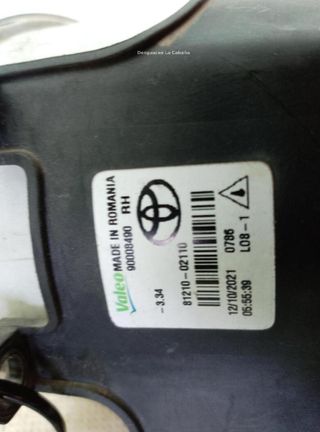 Desguaces La Cabaña
Valeo MADE IN ROMANIA
90008490 RH
-3.34
81210-02110
12/10/2021 0786
05:55:39 L08-1